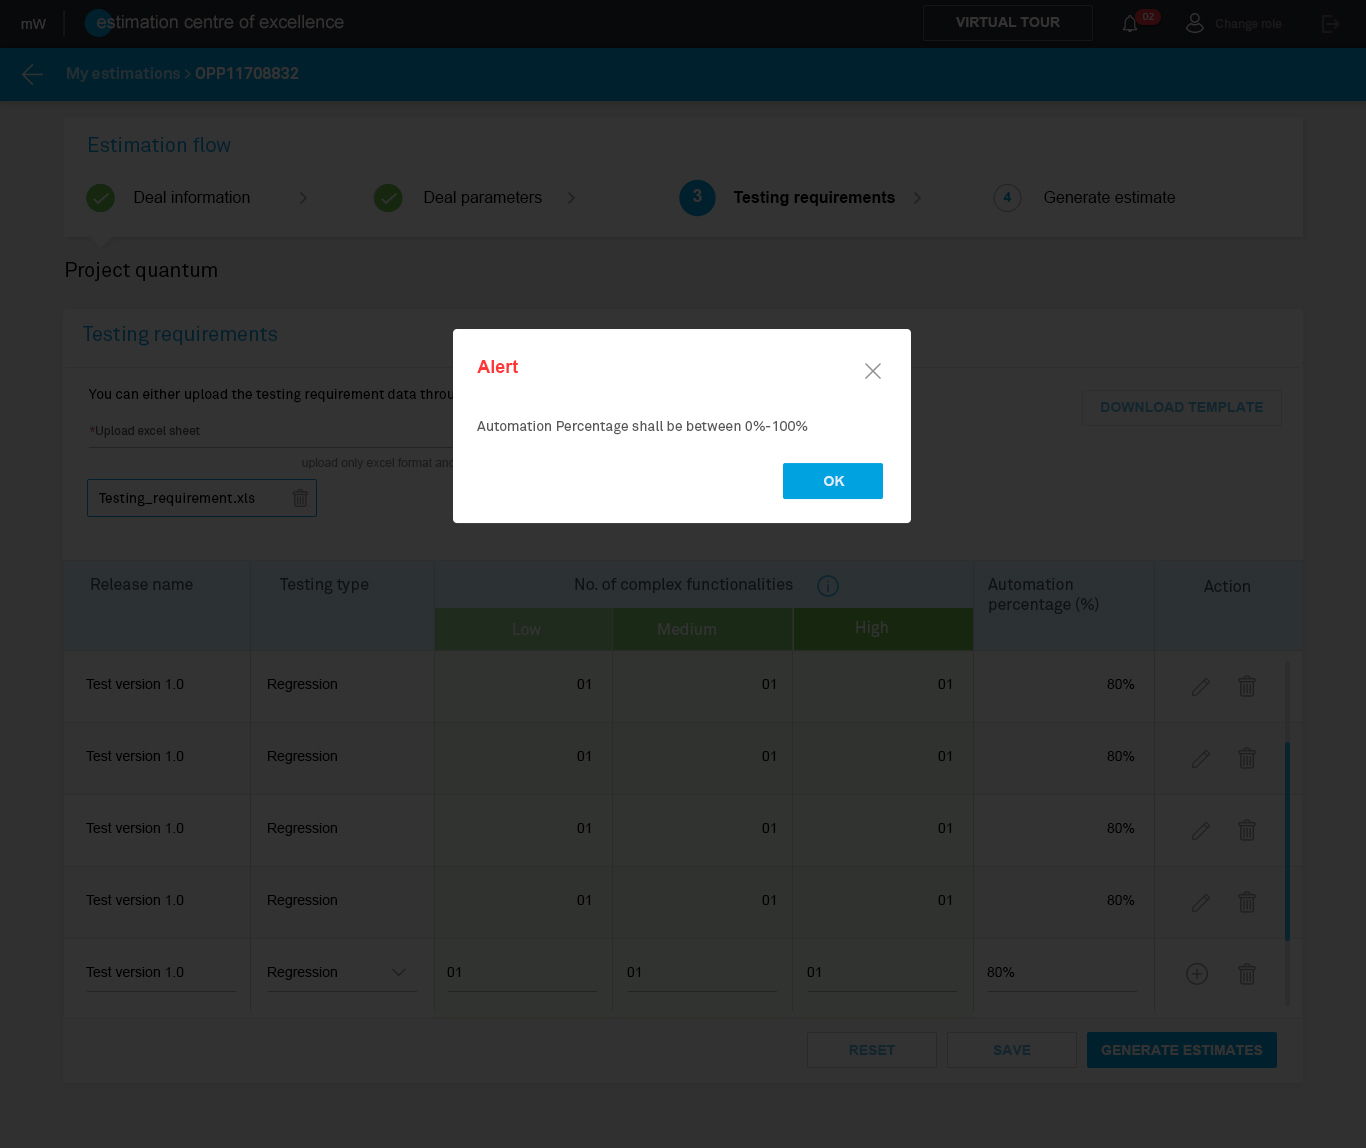 mW
estimation centre of excellence
VIRTUAL TOUR
02
Change role
My estimations > OPP11708832
Estimation flow
Deal information
Deal parameters
3
Testing requirements
4
Generate estimate
Project quantum
Testing requirements
You can either upload the testing requirement data throu
DOWNLOAD TEMPLATE
*Upload excel sheet
upload only excel format and
Testing_requirement.xls
Alert
Automation Percentage shall be between 0%-100%
OK
Release name
Testing type
No. of complex functionalities
Automation
percentage (%)
Action
Low
Medium
High
Test version 1.0 Regression 01 01 01 80%
Test version 1.0 Regression 01 01 01 80%
Test version 1.0 Regression 01 01 01 80%
Test version 1.0 Regression 01 01 01 80%
Test version 1.0 Regression 01 01 01 80%
RESET
SAVE
GENERATE ESTIMATES